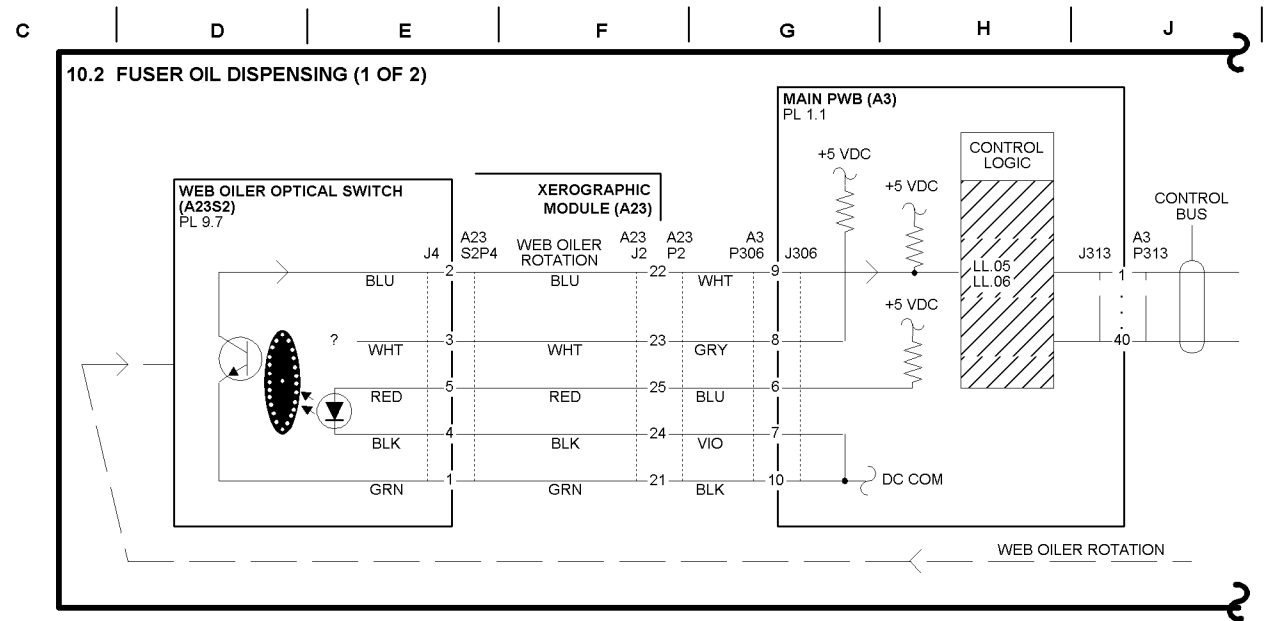 C D E F G H J
10.2 FUSER OIL DISPENSING (1 OF 2)
MAIN PWB (A3)
PL 1.1
+5 VDC
+5 VDC
+5 VDC
CONTROL
LOGIC
LL.05
LL.06
CONTROL
BUS
WEB OILER OPTICAL SWITCH
(A23S2)
PL 9.7
XEROGRAPHIC
MODULE (A23)
A23
J4 S2P4
WEB OILER
ROTATION
A23 A23
J2 P2
A3
P306 J306
A3
J313 P313
BLU 2 BLU 22 WHT 9 1
? WHT 3 WHT 23 GRY 8 40
RED 5 RED 25 BLU 6
BLK 4 BLK 24 VIO 7
GRN 1 GRN 21 BLK 10 DC COM
WEB OILER ROTATION